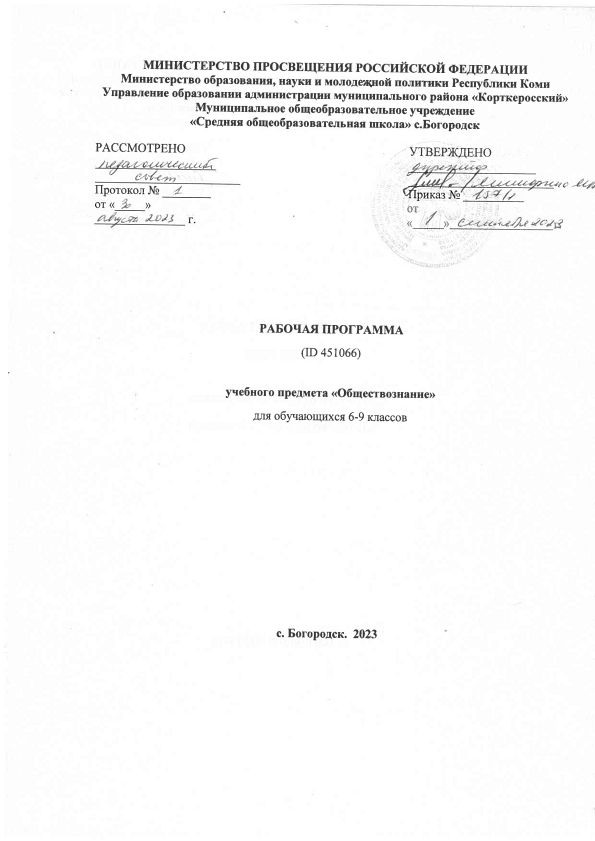 МИНИСТЕРСТВО ПРОСВЕЩЕНИЯ РОССИЙСКОЙ ФЕДЕРАЦИИ
Министерство образования, науки и молодежной политики Республики Коми
Управление образовании администрации муниципального района «Корткеросский»
Муниципальное общеобразовательное учреждение
«Средняя общеобразовательная школа» с.Богородск
РАССМОТРЕНО
педагогический
совет
Протокол № 1
от « 30 »
августа 2023 г.
УТВЕРЖДЕНО
директор
Приказ №
от
« 1 » сентября 2023
РАБОЧАЯ ПРОГРАММА
(ID 451066)
учебного предмета «Обществознание»
для обучающихся 6-9 классов
с. Богородск. 2023